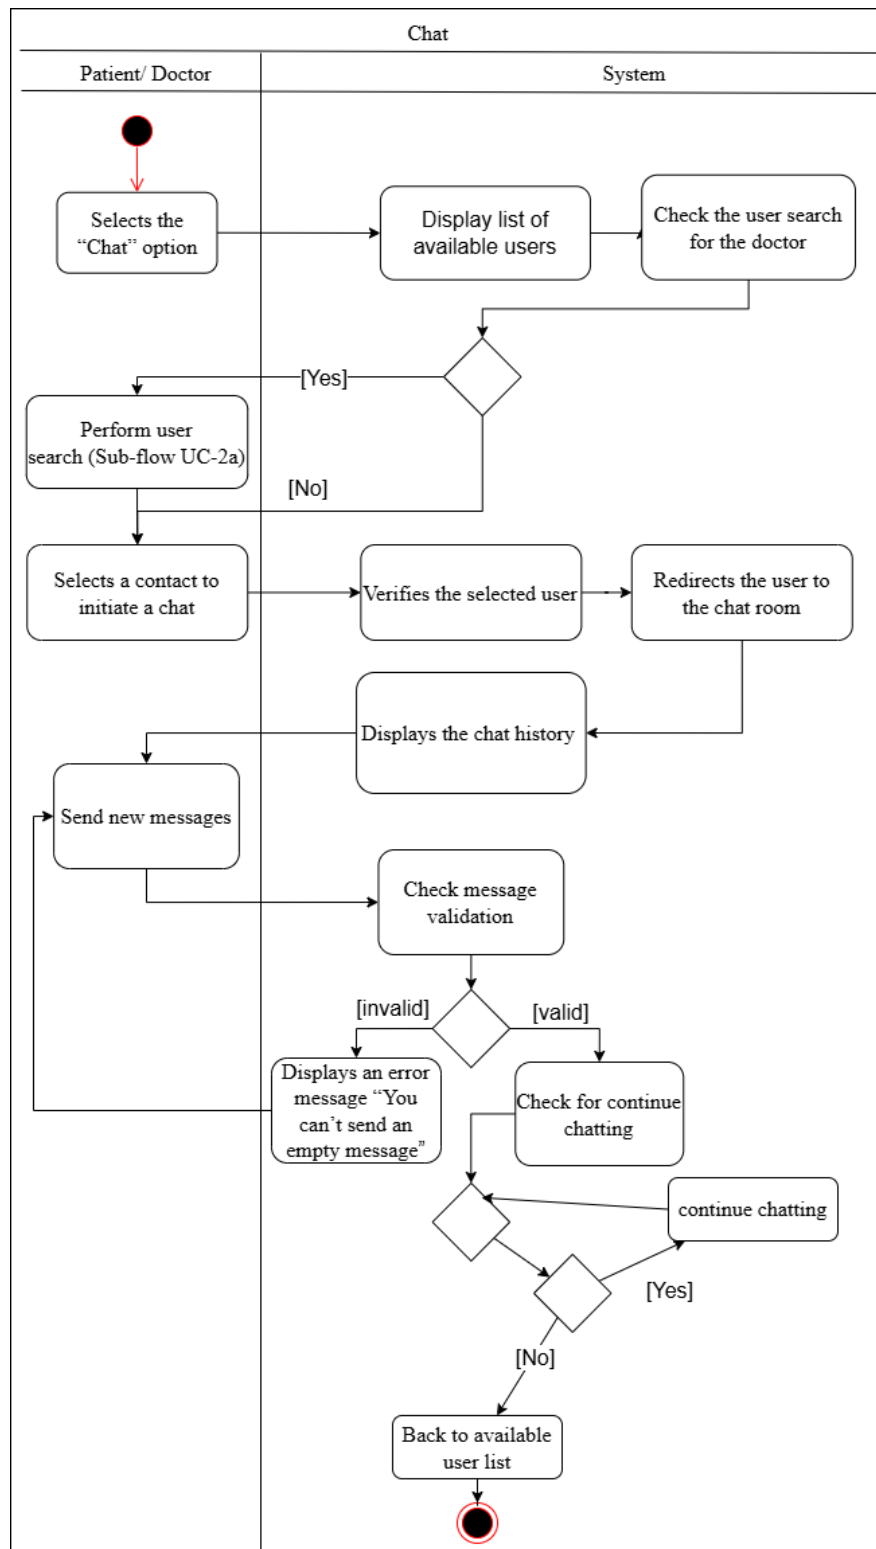 Chat
Patient/ Doctor
System
Selects the
“Chat” option
Display list of
available users
Check the user search
for the doctor
[Yes]
Perform user
search (Sub-flow UC-2a)
[No]
Selects a contact to
initiate a chat
Verifies the selected user
Redirects the user to
the chat room
Displays the chat history
Send new messages
Check message
validation
[invalid]
[valid]
Displays an error
message “You
can’t send an
empty message”
Check for continue
chatting
continue chatting
[Yes]
[No]
Back to available
user list